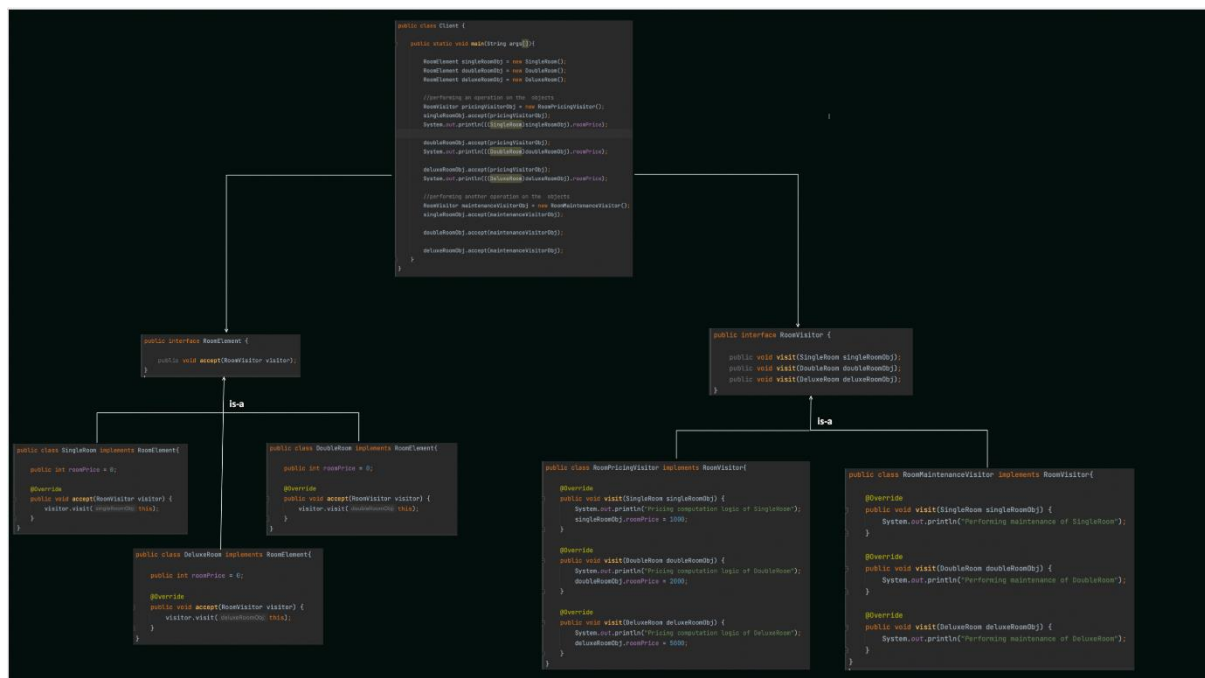 public class Client {
public static void main(String args[]){
RoomElement singleRoomObj = new SingleRoom();
RoomElement doubleRoomObj = new DoubleRoom();
RoomElement deluxeRoomObj = new DeluxeRoom();
//performing an operation on the objects
RoomVisitor pricingVisitorObj = new RoomPricingVisitor();
singleRoomObj.accept(pricingVisitorObj);
System.out.println(((SingleRoom)singleRoomObj).roomPrice);
doubleRoomObj.accept(pricingVisitorObj);
System.out.println(((DoubleRoom)doubleRoomObj).roomPrice);
deluxeRoomObj.accept(pricingVisitorObj);
System.out.println(((DeluxeRoom)deluxeRoomObj).roomPrice);
//performing another operation on the objects
RoomVisitor maintenanceVisitorObj = new RoomMaintenanceVisitor();
singleRoomObj.accept(maintenanceVisitorObj);
doubleRoomObj.accept(maintenanceVisitorObj);
deluxeRoomObj.accept(maintenanceVisitorObj);
}
}
public interface RoomElement {
public void accept(RoomVisitor visitor);
}
is-a
public class SingleRoom implements RoomElement{
public int roomPrice = 0;
@Override
public void accept(RoomVisitor visitor) {
visitor.visit( singleRoomObj: this);
}
}
public class DoubleRoom implements RoomElement{
public int roomPrice = 0;
@Override
public void accept(RoomVisitor visitor) {
visitor.visit( doubleRoomObj: this);
}
}
public class DeluxeRoom implements RoomElement{
public int roomPrice = 0;
@Override
public void accept(RoomVisitor visitor) {
visitor.visit( deluxeRoomObj: this);
}
}
public interface RoomVisitor {
public void visit(SingleRoom singleRoomObj);
public void visit(DoubleRoom doubleRoomObj);
public void visit(DeluxeRoom deluxeRoomObj);
}
is-a
public class RoomPricingVisitor implements RoomVisitor{
@Override
public void visit(SingleRoom singleRoomObj) {
System.out.println("Pricing computation logic of SingleRoom");
singleRoomObj.roomPrice = 1000;
}
@Override
public void visit(DoubleRoom doubleRoomObj) {
System.out.println("Pricing computation logic of DoubleRoom");
doubleRoomObj.roomPrice = 2000;
}
@Override
public void visit(DeluxeRoom deluxeRoomObj) {
System.out.println("Pricing computation logic of DeluxeRoom");
deluxeRoomObj.roomPrice = 5000;
}
}
public class RoomMaintenanceVisitor implements RoomVisitor{
@Override
public void visit(SingleRoom singleRoomObj) {
System.out.println("Performing maintenance of SingleRoom");
}
@Override
public void visit(DoubleRoom doubleRoomObj) {
System.out.println("Performing maintenance of DoubleRoom");
}
@Override
public void visit(DeluxeRoom deluxeRoomObj) {
System.out.println("Performing maintenance of DeluxeRoom");
}
}